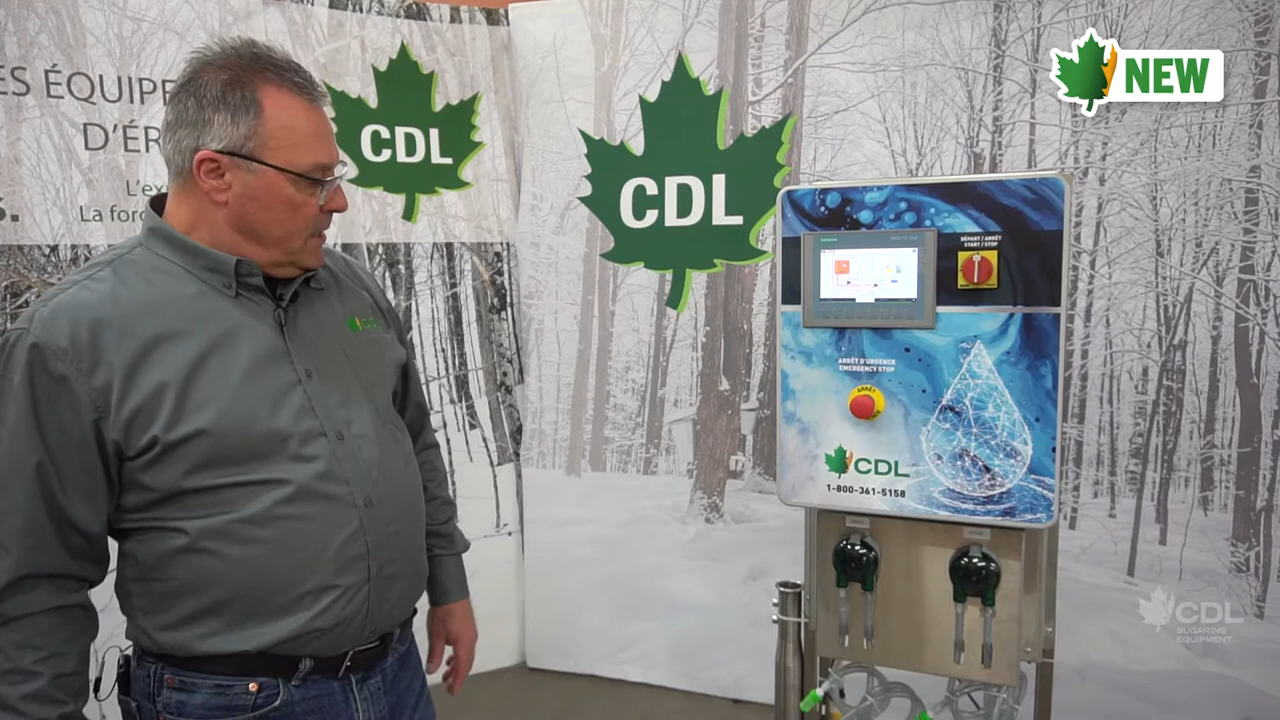 ES ÉQUIPE
D'ÉR
L'ex
La for
S.
CDL
CDL
NEW
DÉPART / ARRÊT
START / STOP
ARRÊT D'URGENCE
EMERGENCY STOP
ARRÊT
CDL
1-800-361-5158
CDL
SUGARING
EQUIPMENT